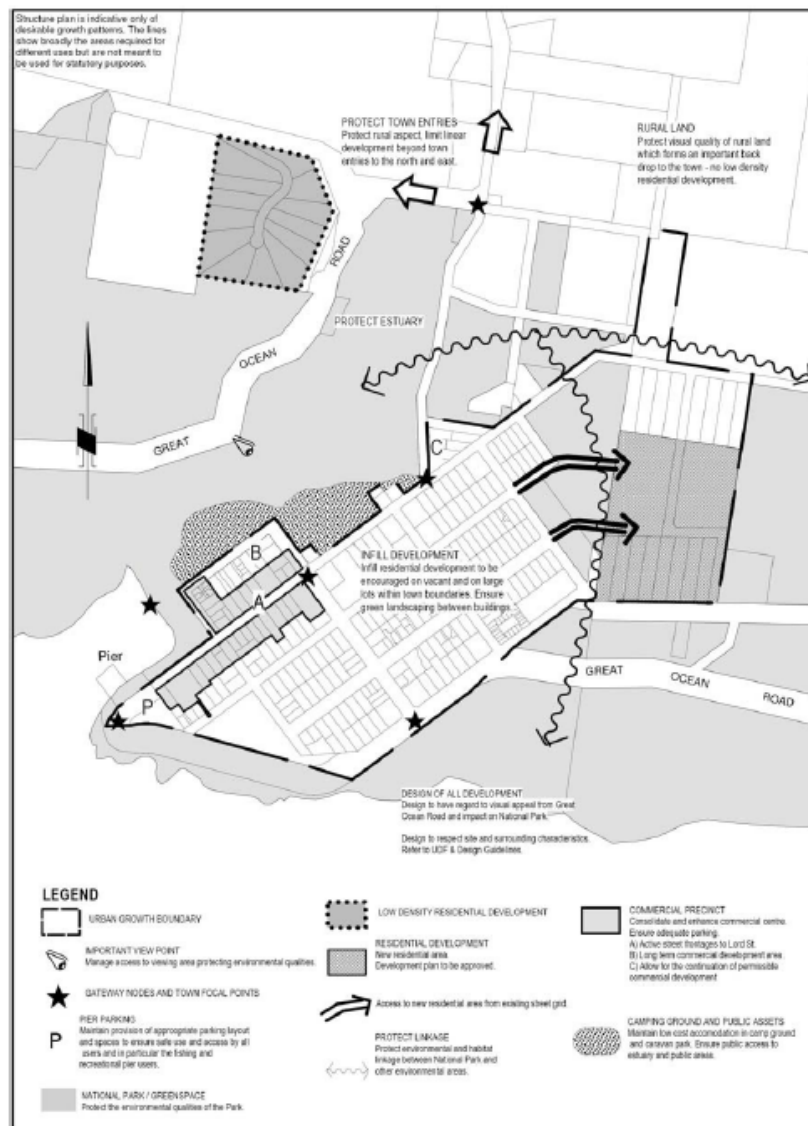 Structure plan is indicative only of
desirable growth patterns. The lines
show broadly the areas required for
different uses but are not meant to
be used for statutory purposes.
PROTECT TOWN ENTRIES
Protect rural aspect, limit linear
development beyond town
entries to the north and east.
RURAL LAND
Protect visual quality of rural land
which forms an important back
drop to the town - no low density
residential development.
ROAD
PROTECT ESTUARY
OCEAN
GREAT
C
B
INFILL DEVELOPMENT
Infill residential development to be
encouraged on vacant and on large
lots within town boundaries. Ensure
green landscaping between buildings.
A
Pier
P
GREAT
OCEAN
ROAD
DESIGN OF ALL DEVELOPMENT
Design to have regard to visual appeal from Great
Ocean Road and impact on National Park.
Design to respect site and surrounding characteristics.
Refer to UDF & Design Guidelines.
LEGEND
URBAN GROWTH BOUNDARY
IMPORTANT VIEW POINT
Manage access to viewing area protecting environmental qualities.
GATEWAY NODES AND TOWN FOCAL POINTS
PIER PARKING
P
Maintain provision of appropriate parking layout
and spaces to ensure safe use and access by all
users and in particular the fishing and
recreational pier users.
NATIONAL PARK / GREENSPACE
Protect the environmental qualities of the Park.
LOW DENSITY RESIDENTIAL DEVELOPMENT
RESIDENTIAL DEVELOPMENT
New residential area.
Development plan to be approved.
Access to new residential area from existing street grid.
PROTECT LINKAGE
Protect environmental and habitat
linkage between National Park and
other environmental areas.
COMMERCIAL PRECINCT
Consolidate and enhance commercial centre.
Ensure adequate parking.
A) Active street frontages to Lord St.
B) Long term commercial development area
C) Allow for the continuation of permissible
commercial development
CAMPING GROUND AND PUBLIC ASSETS
Maintain low cost accomodation in camp ground
and caravan park. Ensure public access to
estuary and public areas.